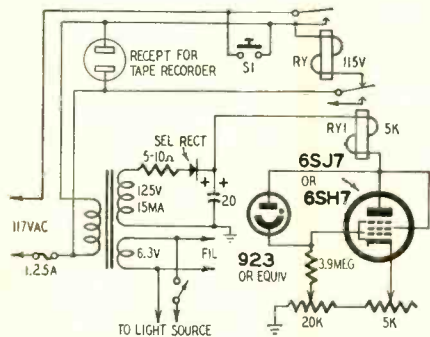 RECEPT FOR
TAPE RECORDER
S1
RY
115V
SEL RECT
5-10Ω
RY1
5K
6SJ7
OR
6SH7
125V
15MA
+
+
20
117VAC
6.3V
FIL
923
OR EQUIV
3.9MEG
1.25A
20K
5K
TO LIGHT SOURCE